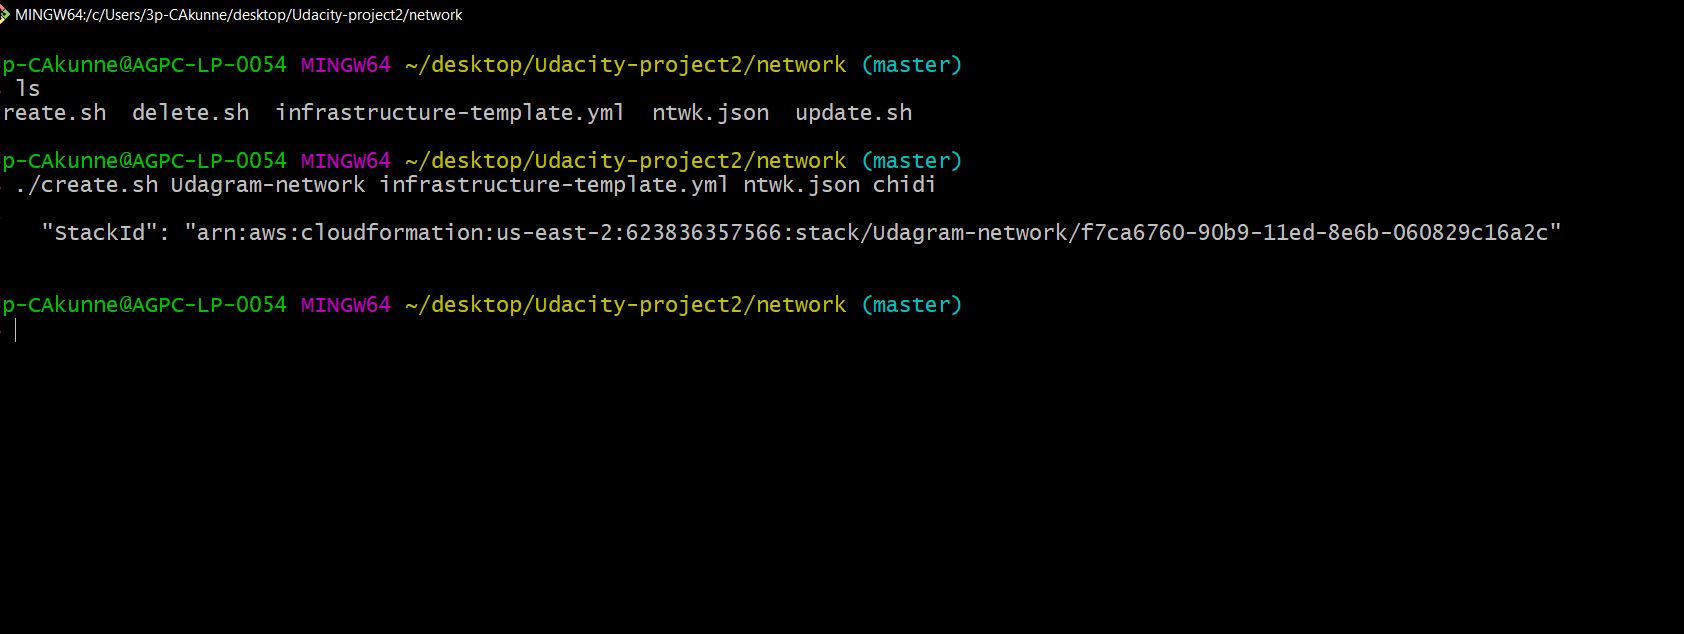 MINGW64:/c/Users/3p-CAkunne/desktop/Udacity-project2/network
p-CAkunne@AGPC-LP-0054 MINGW64 ~/desktop/Udacity-project2/network (master)
ls
reate.sh delete.sh infrastructure-template.yml ntwk.json update.sh
p-CAkunne@AGPC-LP-0054 MINGW64 ~/desktop/Udacity-project2/network (master)
./create.sh Udagram-network infrastructure-template.yml ntwk.json chidi
"StackId": "arn:aws:cloudformation:us-east-2:623836357566:stack/Udagram-network/f7ca6760-90b9-11ed-8e6b-060829c16a2c"
p-CAkunne@AGPC-LP-0054 MINGW64 ~/desktop/Udacity-project2/network (master)